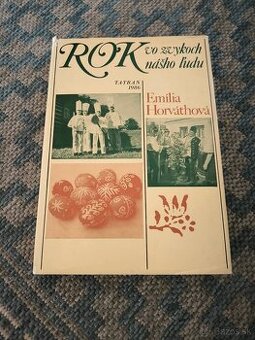 ROK vo zvykoch
nášho ľudu
TATRAN
1986
Emília
Horváthová